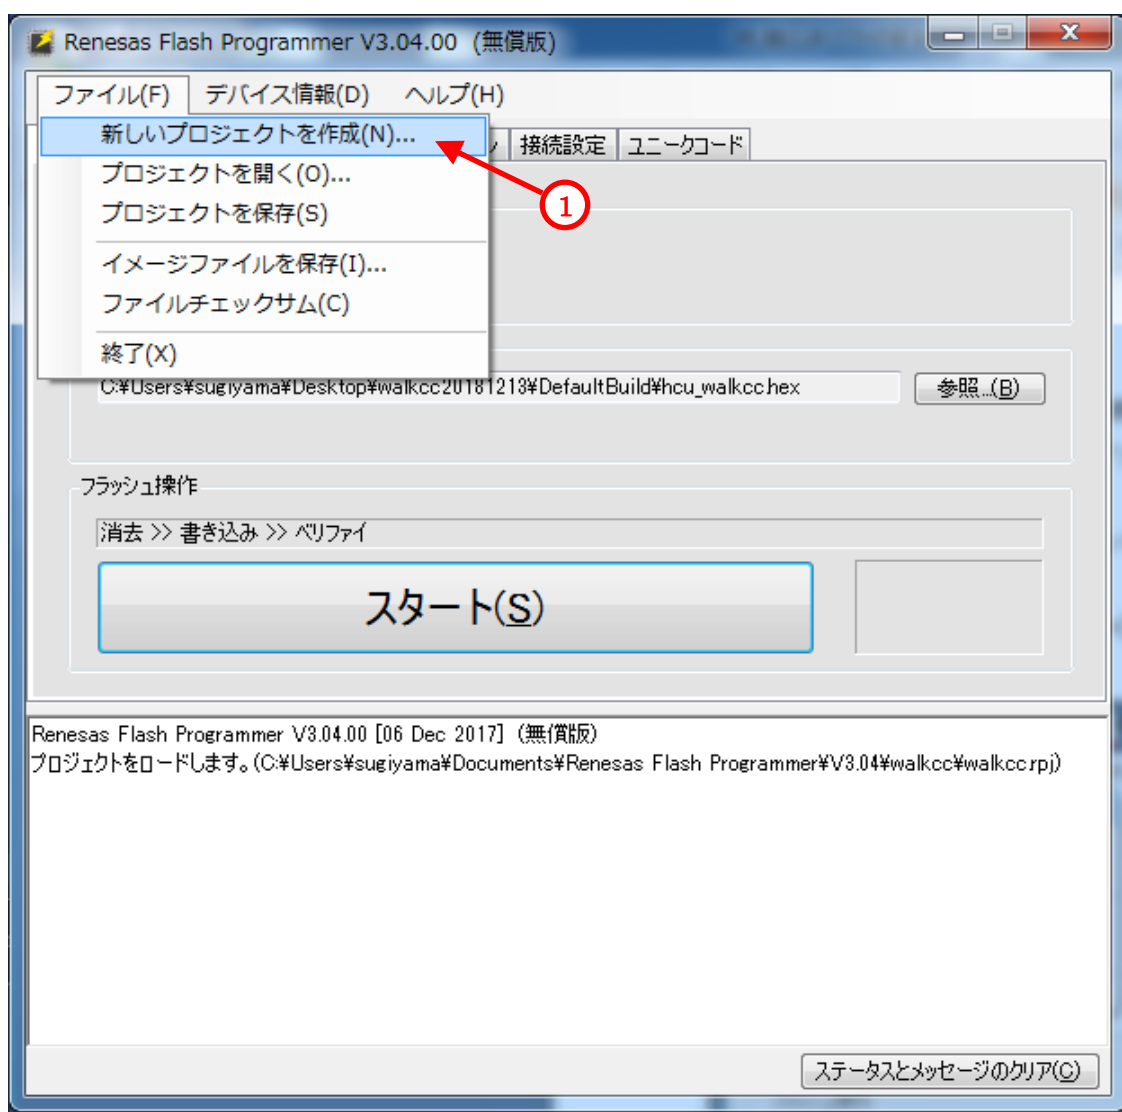 Renesas Flash Programmer V3.04.00 (無償版)
ファイル(F) デバイス情報(D) ヘルプ(H)
新しいプロジェクトを作成(N)...
接続設定 ユニークコード
プロジェクトを開く(O)...
1
プロジェクトを保存(S)
イメージファイルを保存(I)...
ファイルチェックサム(C)
終了(X)
C:¥Users¥sugiyama¥Desktop¥walkcc20181213¥DefaultBuild¥hcu_walkcc.hex 参照...(B)
フラッシュ操作
消去 >> 書き込み >> ベリファイ
スタート(S)
Renesas Flash Programmer V3.04.00 [06 Dec 2017] (無償版)
プロジェクトをロードします。(C:¥Users¥sugiyama¥Documents¥Renesas Flash Programmer¥V3.04¥walkcc¥walkcc.rpj)
ステータスとメッセージのクリア(C)